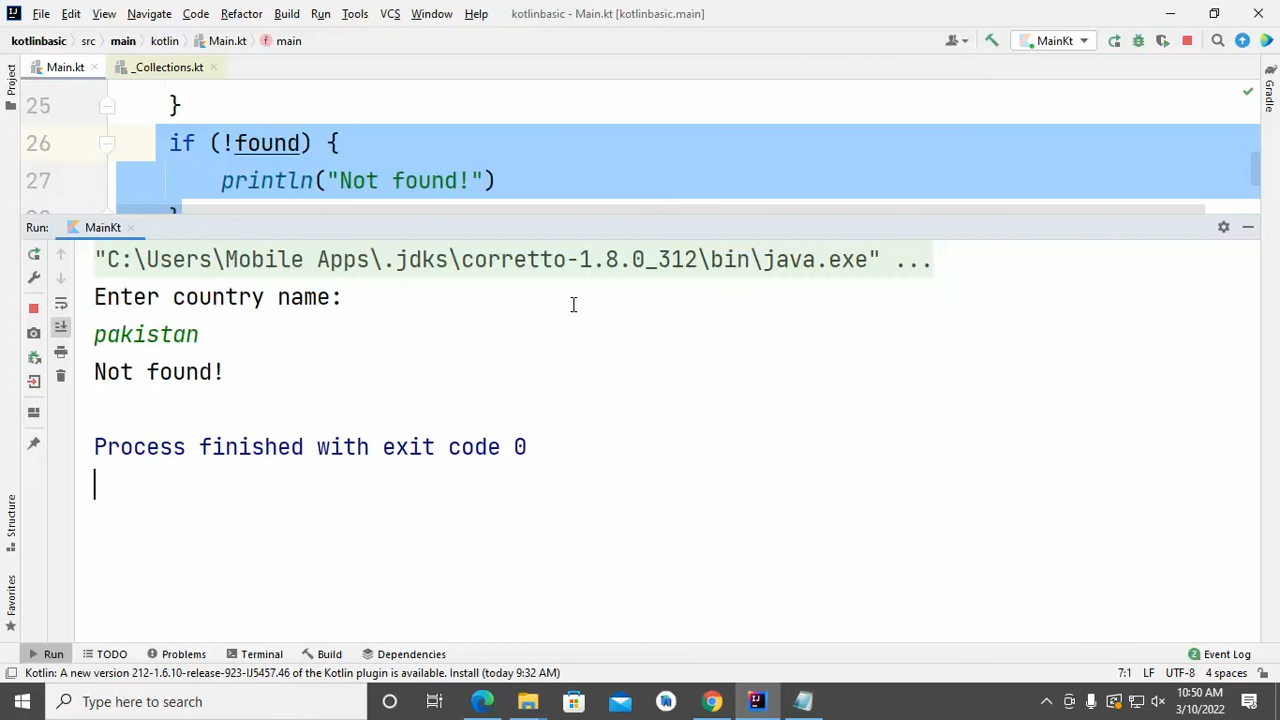 File Edit View Navigate Code Refactor Build Run Tools VCS Window Help kotlinbasic - Main.kt [kotlinbasic.main]
kotlinbasic src main kotlin Main.kt main MainKt
Main.kt _Collections.kt
25 }
26 if (!found) {
27 println("Not found!")
Run: MainKt
"C:\Users\Mobile Apps\.jdks\corretto-1.8.0_312\bin\java.exe" ...
Enter country name:
pakistan
Not found!
Process finished with exit code 0
Project
Structure
Favorites
Gradle
Run TODO Problems Terminal Build Dependencies 2 Event Log
Kotlin: A new version 212-1.6.10-release-923-IJ5457.46 of the Kotlin plugin is available. Install (today 9:32 AM) 7:1 LF UTF-8 4 spaces
Type here to search
10:50 AM
3/10/2022